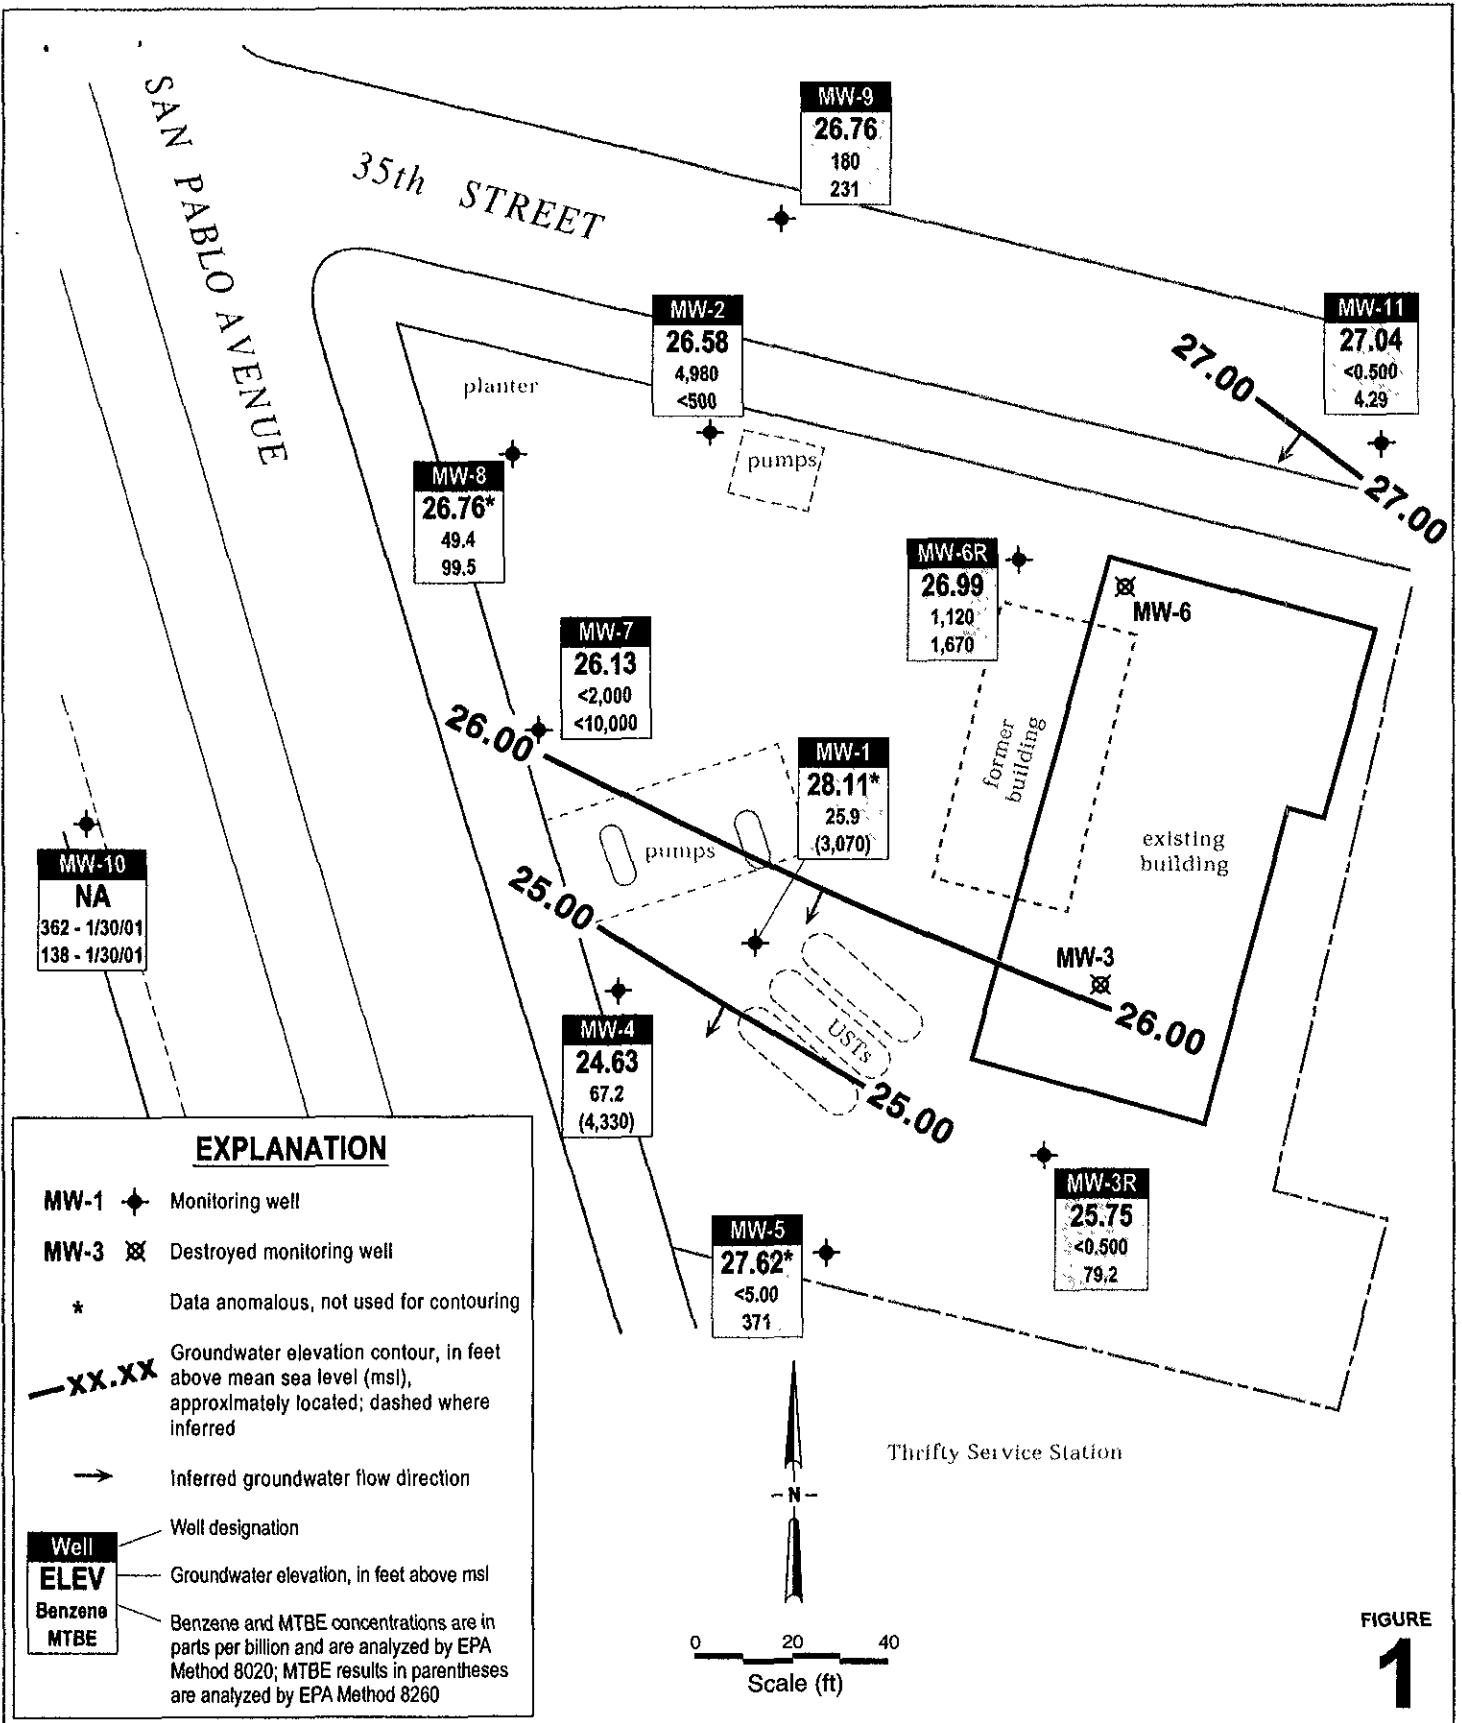 SAN PABLO AVENUE
35th STREET
MW-9
26.76
180
231
MW-2
26.58
4,980
<500
MW-11
27.04
<0.500
4.29
27.00
27.00
planter
pumps
MW-8
26.76*
49.4
99.5
MW-6R
26.99
1,120
1,670
MW-6
MW-7
26.13
<2,000
<10,000
26.00
MW-1
28.11*
25.9
(3,070)
former
building
existing
building
pumps
MW-10
NA
362 - 1/30/01
138 - 1/30/01
25.00
MW-3
26.00
USTs
MW-4
24.63
67.2
(4,330)
25.00
MW-3R
25.75
<0.500
79.2
MW-5
27.62*
<5.00
371
EXPLANATION
MW-1 Monitoring well
MW-3 Destroyed monitoring well
* Data anomalous, not used for contouring
XX.XX Groundwater elevation contour, in feet
above mean sea level (msl),
approximately located; dashed where
inferred
Inferred groundwater flow direction
Well designation
Well
ELEV Groundwater elevation, in feet above msl
Benzene
MTBE
Benzene and MTBE concentrations are in
parts per billion and are analyzed by EPA
Method 8020; MTBE results in parentheses
are analyzed by EPA Method 8260
Thrifty Service Station
N
0 20 40
Scale (ft)
FIGURE
1